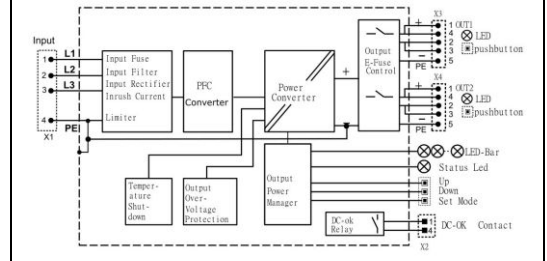 Input
L1
L2
L3
PE
1
2
3
4
X1
Input Fuse
Input Filter
Input Rectifier
Inrush Current
Limiter
PFC
Converter
Power
Converter
+
Output
E-Fuse
Control
X3
+
1 OUT1
4
2
3
5
−
PE
LED
pushbutton
X4
+
1 OUT2
4
2
3
5
−
PE
LED
pushbutton
LED-Bar
Status Led
Up
Down
Set Mode
Temper-
ature
Shut-
down
Output
Over-
Voltage
Protection
Output
Power
Manager
DC-ok
Relay
1
4
X2
DC-OK Contact